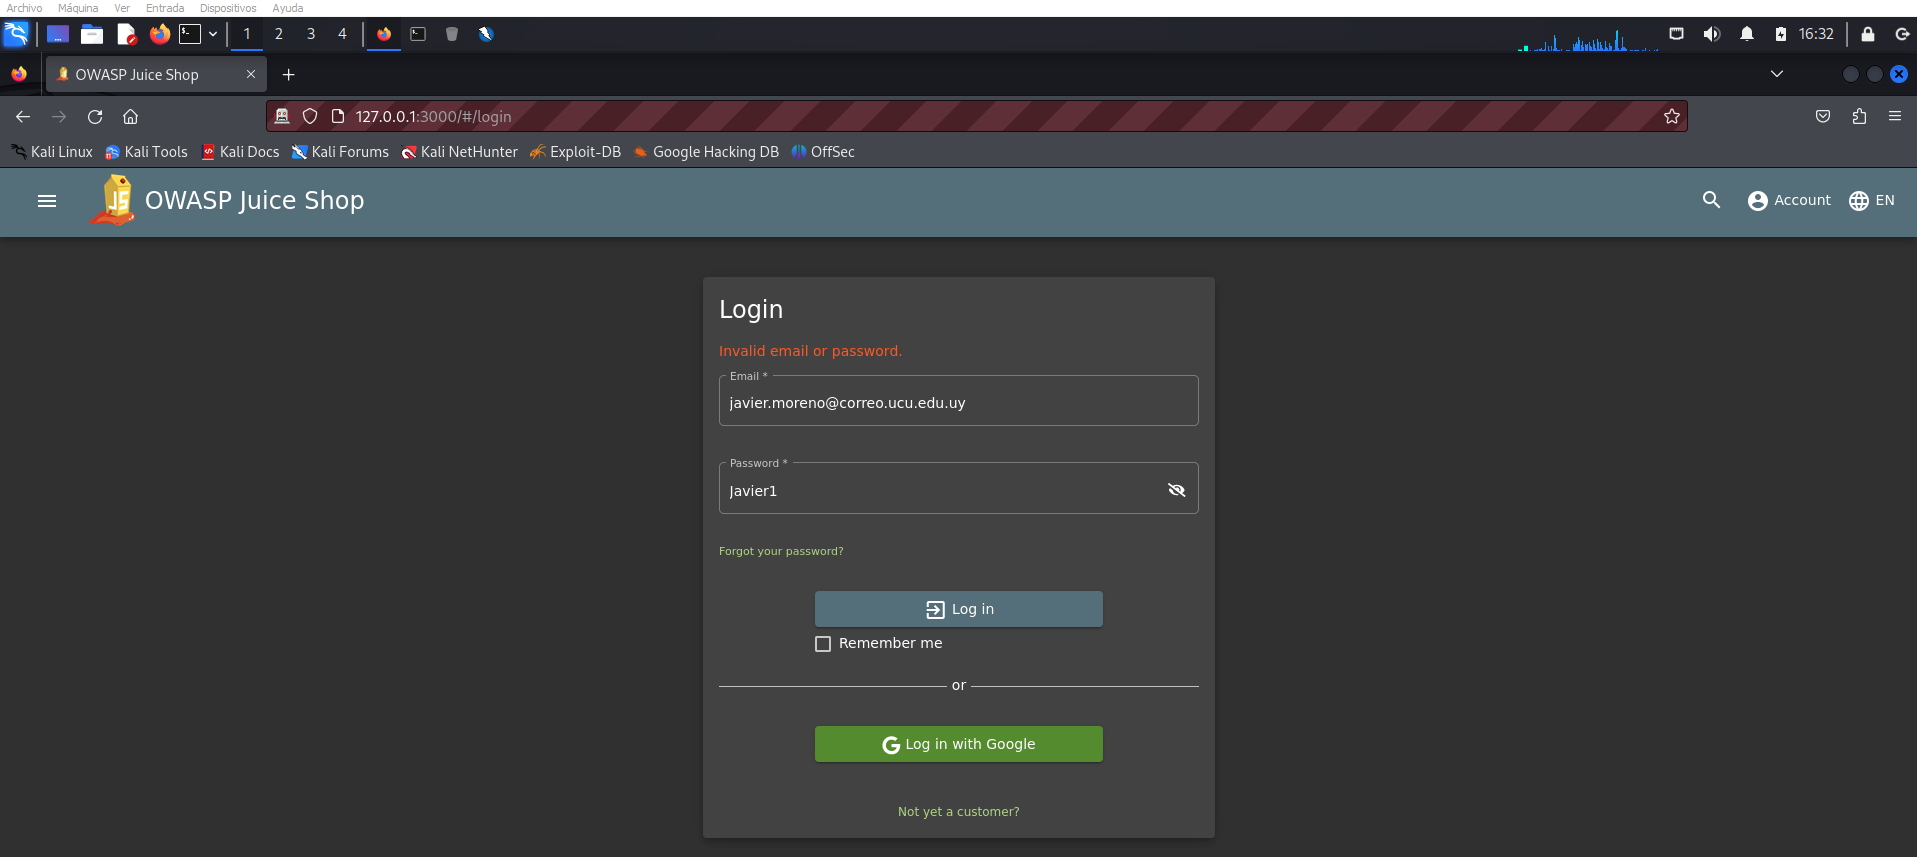 Archivo Máquina Ver Entrada Dispositivos Ayuda
1 2 3 4 16:32
OWASP Juice Shop
127.0.0.1:3000/#/login
Kali Linux Kali Tools Kali Docs Kali Forums Kali NetHunter Exploit-DB Google Hacking DB OffSec
JS OWASP Juice Shop Account EN
Login
Invalid email or password.
Email *
javier.moreno@correo.ucu.edu.uy
Password *
Javier1
Forgot your password?
Log in
Remember me
or
G Log in with Google
Not yet a customer?